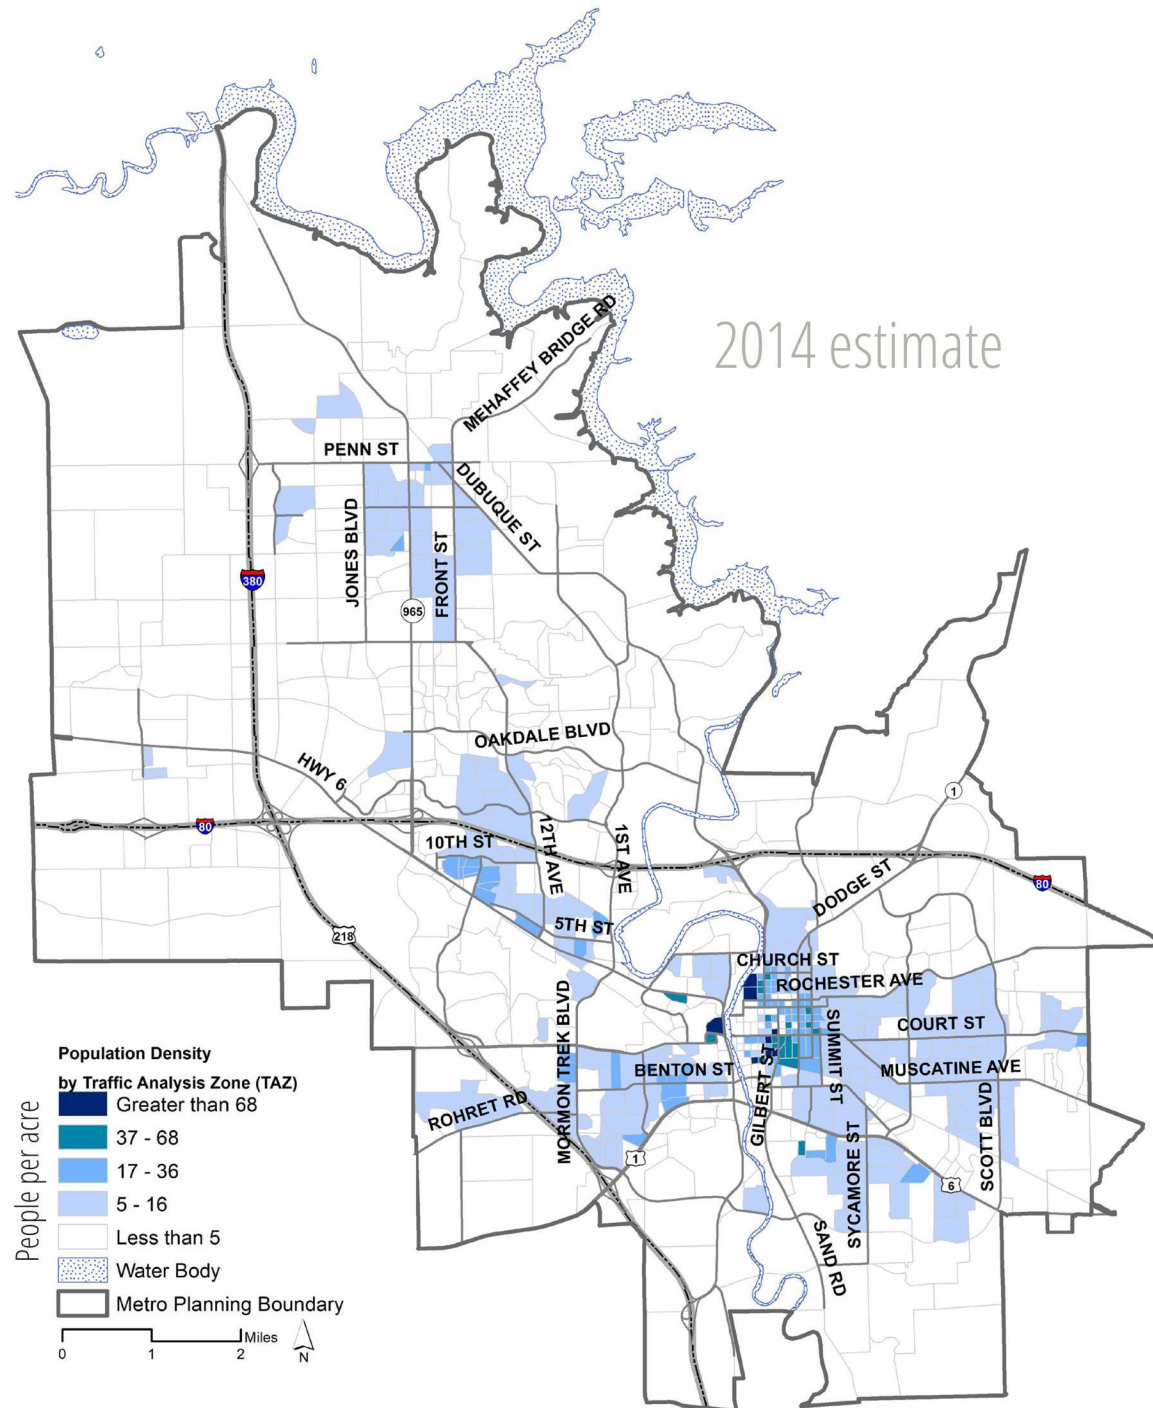 2014 estimate
MEHAFFEY BRIDGE RD
PENN ST
DUBUQUE ST
JONES BLVD
FRONT ST
380
965
OAKDALE BLVD
HWY 6
1
80
12TH AVE
1ST AVE
10TH ST
DODGE ST
80
5TH ST
218
CHURCH ST
ROCHESTER AVE
MORMON TREK BLVD
SUMMIT ST
COURT ST
BENTON ST
MUSCATINE AVE
GILBERT ST
ROHRET RD
SCOTT BLVD
SYCAMORE ST
1
6
SAND RD
Population Density
by Traffic Analysis Zone (TAZ)
People per acre
Greater than 68
37 - 68
17 - 36
5 - 16
Less than 5
Water Body
Metro Planning Boundary
Miles
0 1 2
N